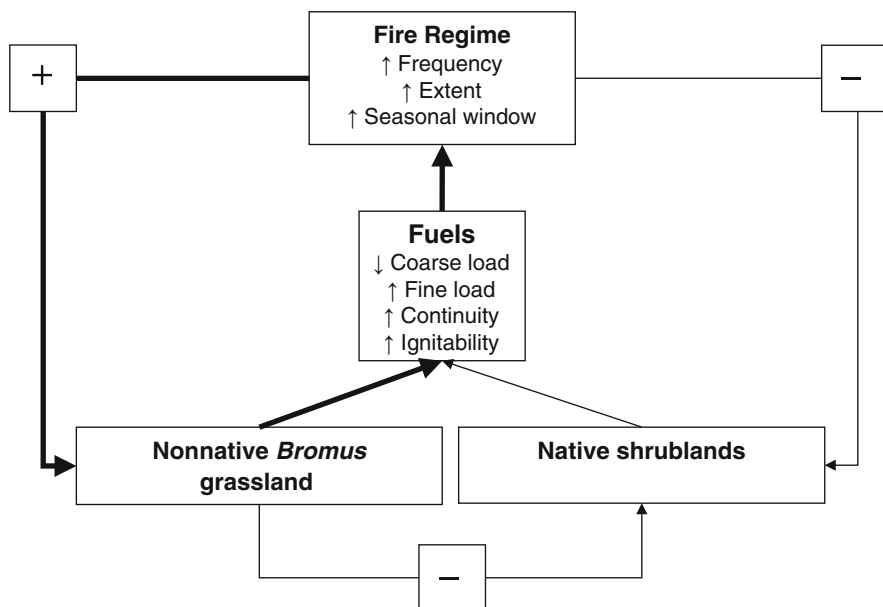 Fire Regime
↑ Frequency
↑ Extent
↑ Seasonal window
+
−
Fuels
↓ Coarse load
↑ Fine load
↑ Continuity
↑ Ignitability
Nonnative Bromus
grassland
Native shrublands
−